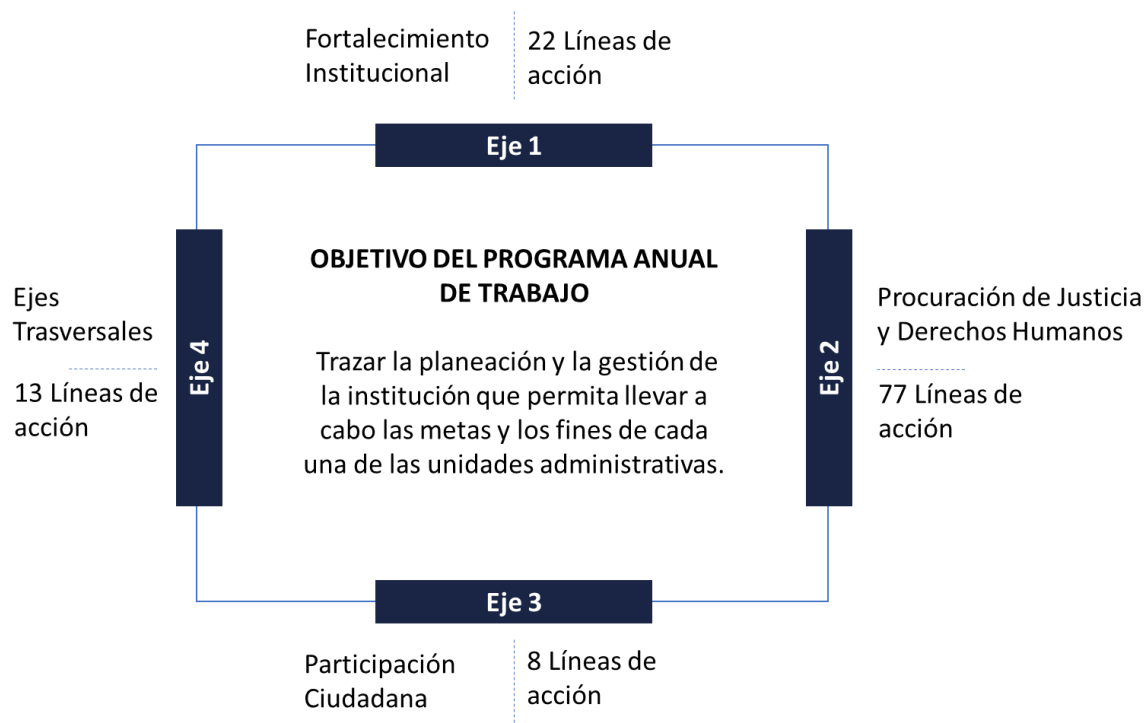 Fortalecimiento
Institucional
22 Líneas de
acción
Eje 1
OBJETIVO DEL PROGRAMA ANUAL
DE TRABAJO
Trazar la planeación y la gestión de
la institución que permita llevar a
cabo las metas y los fines de cada
una de las unidades administrativas.
Ejes
Trasversales
13 Líneas de
acción
Eje 4
Eje 2
Procuración de Justicia
y Derechos Humanos
77 Líneas de
acción
Eje 3
Participación
Ciudadana
8 Líneas de
acción